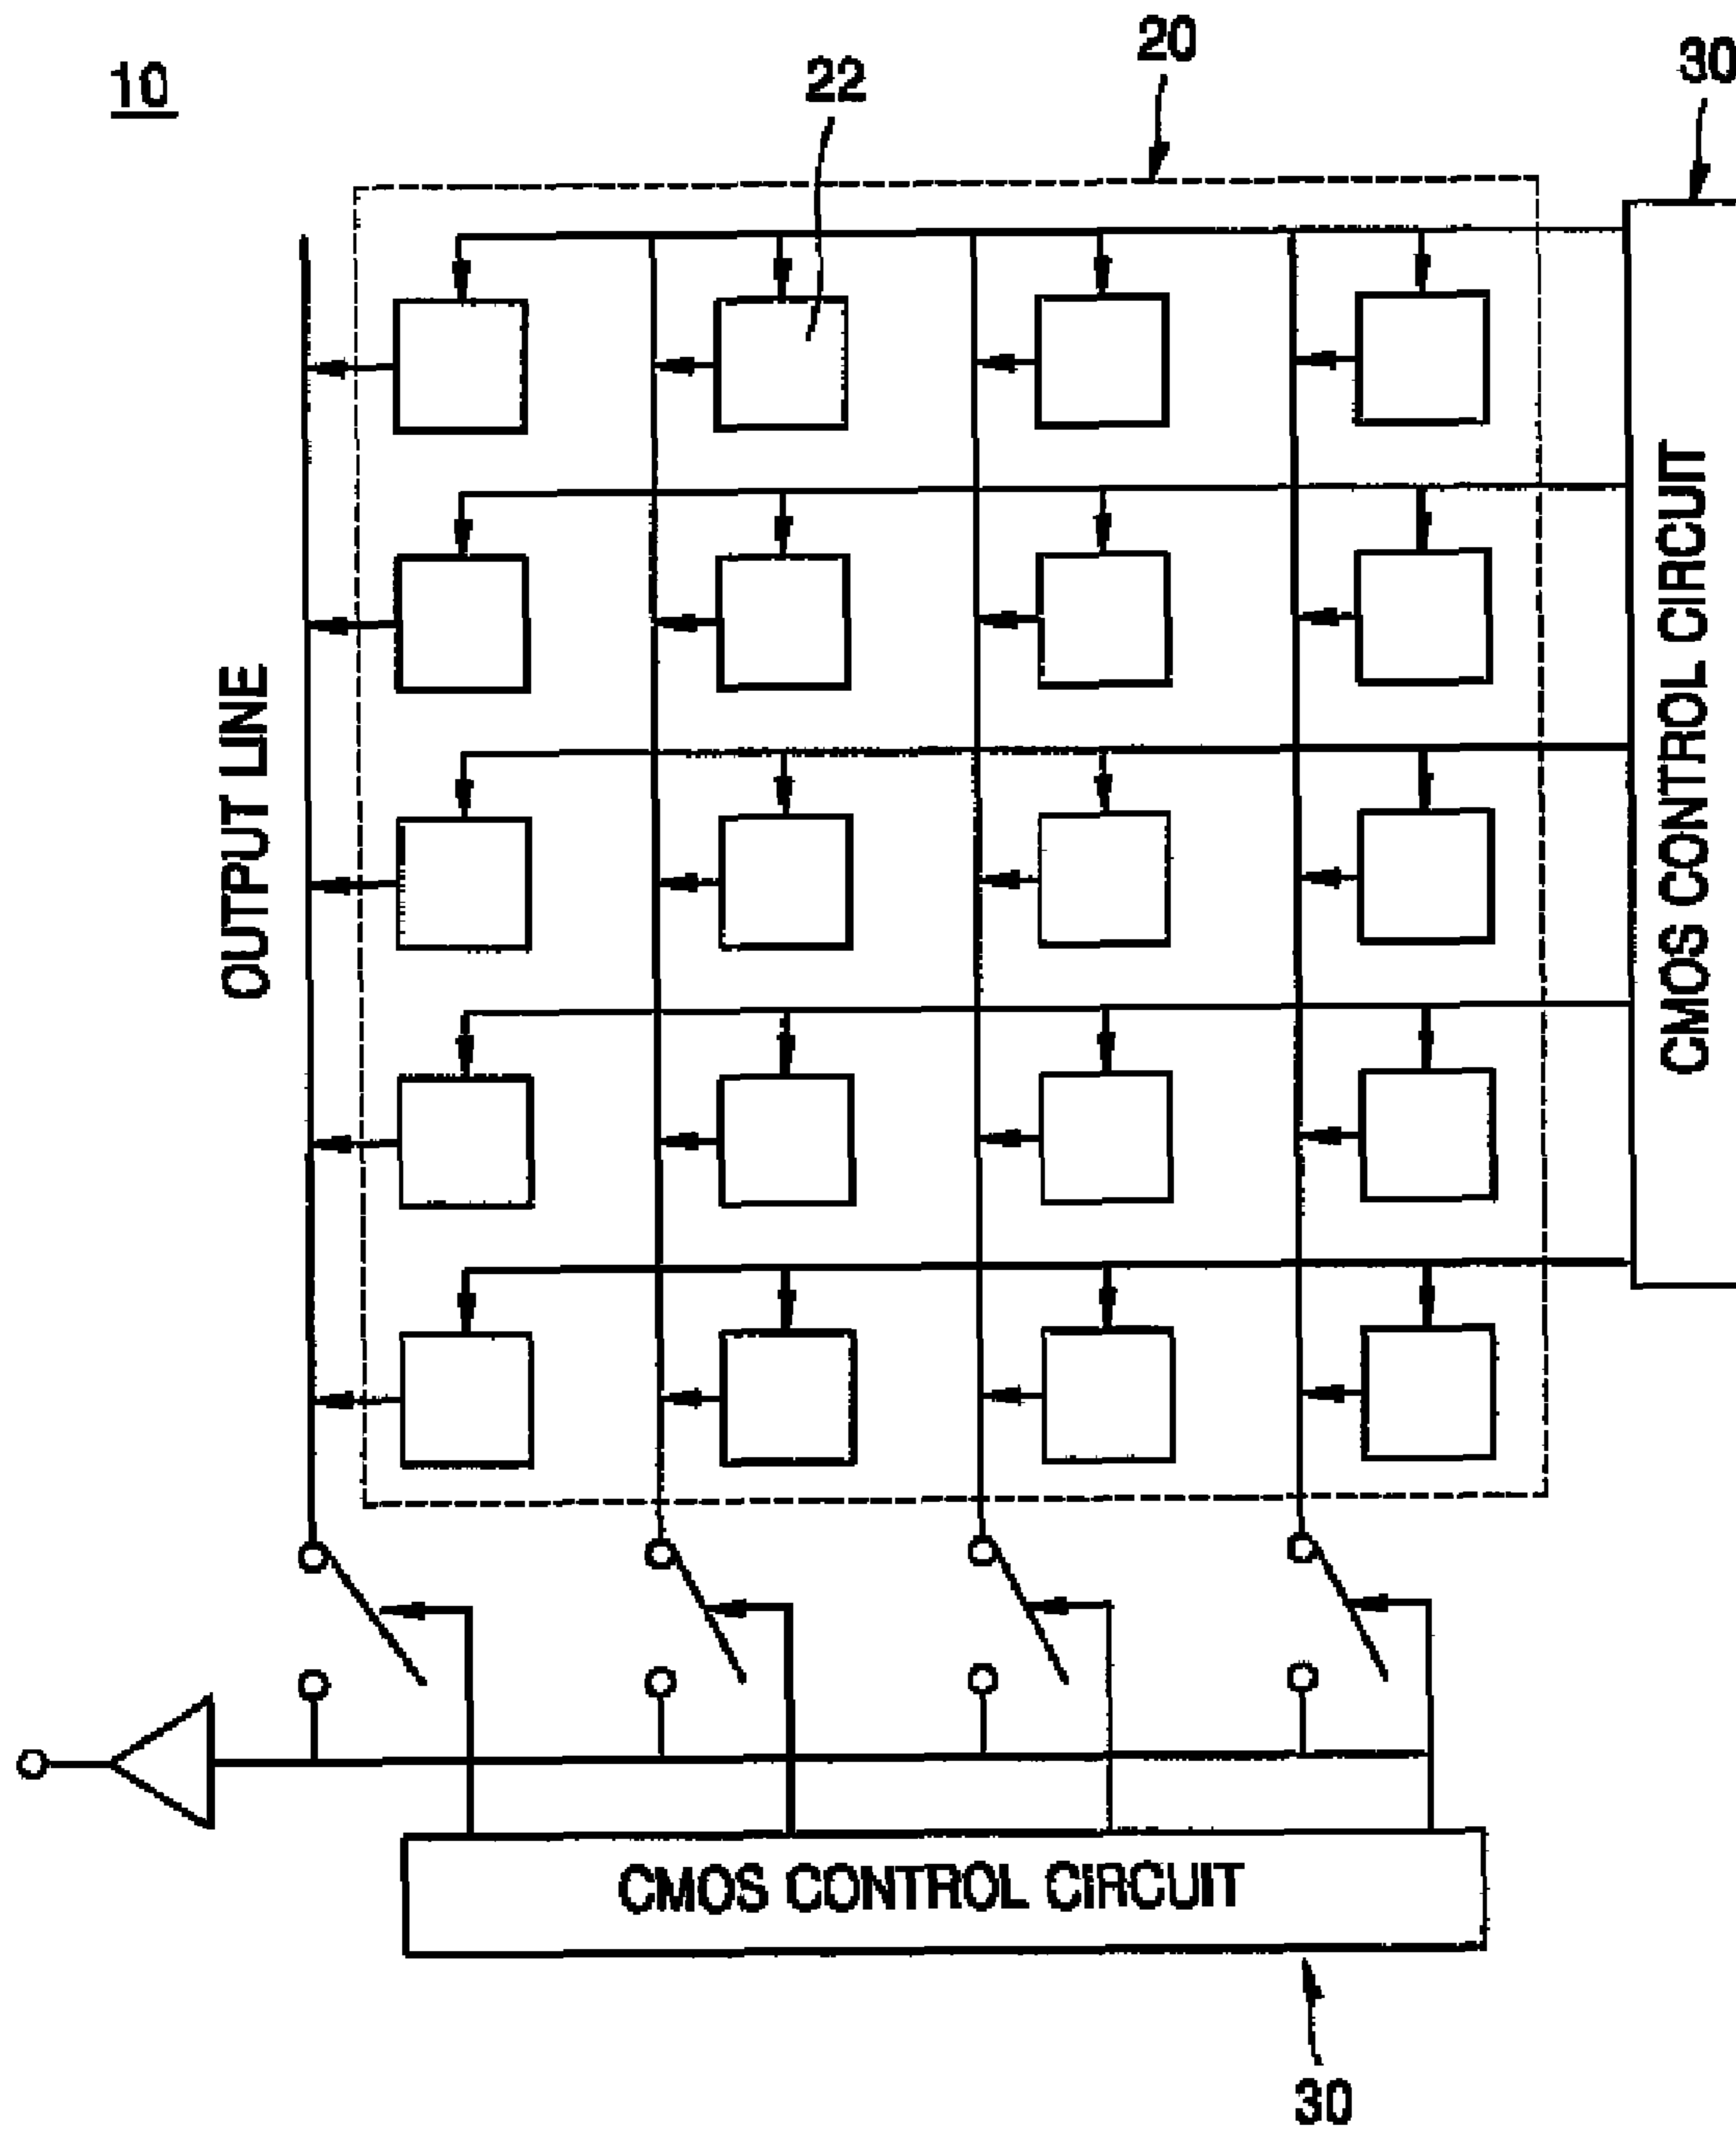 10
22
20
30
OUTPUT LINE
CMOS CONTROL CIRCUIT
CMOS CONTROL CIRCUIT
30